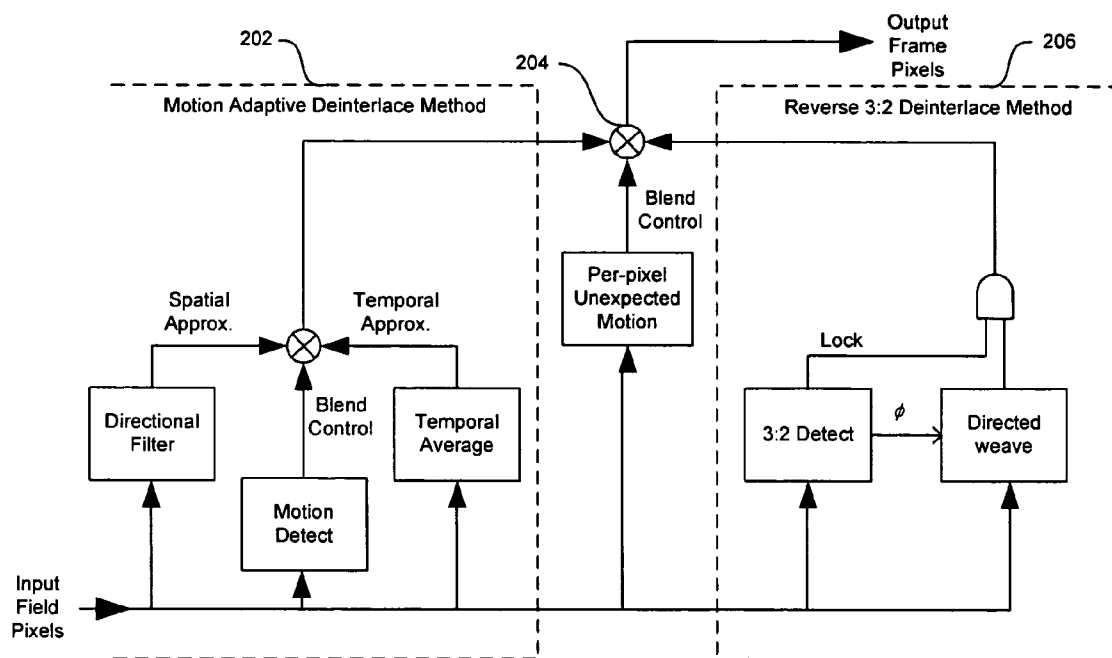 202
204
Output
Frame
Pixels
206
Motion Adaptive Deinterlace Method
Reverse 3:2 Deinterlace Method
Blend
Control
Per-pixel
Unexpected
Motion
Spatial
Approx.
Temporal
Approx.
Lock
Directional
Filter
Blend
Control
Temporal
Average
3:2 Detect
ϕ
Directed
weave
Motion
Detect
Input
Field
Pixels